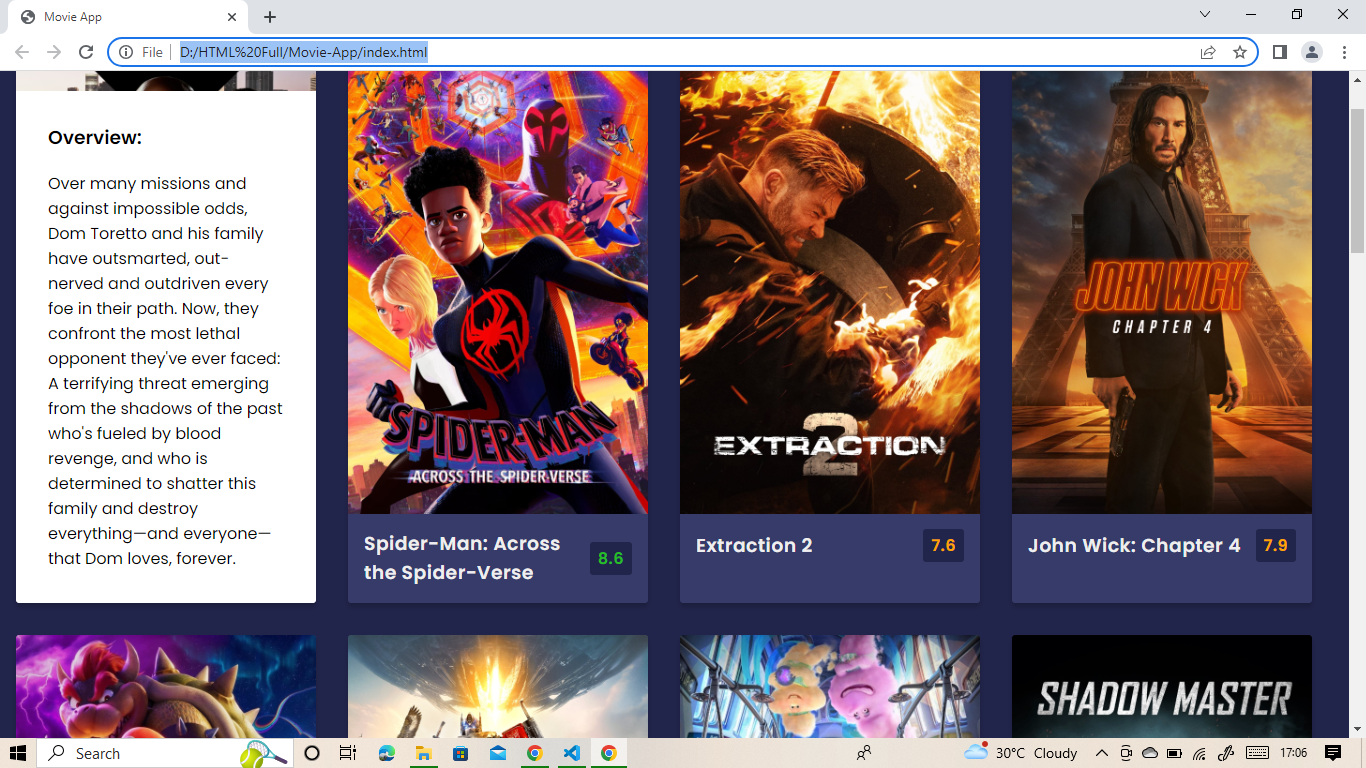 Movie App
File
D:/HTML%20Full/Movie-App/index.html
Overview:
Over many missions and
against impossible odds,
Dom Toretto and his family
have outsmarted, out-
nerved and outdriven every
foe in their path. Now, they
confront the most lethal
opponent they've ever faced:
A terrifying threat emerging
from the shadows of the past
who's fueled by blood
revenge, and who is
determined to shatter this
family and destroy
everything—and everyone—
that Dom loves, forever.
SPIDER-MAN
ACROSS THE SPIDER-VERSE
Spider-Man: Across
the Spider-Verse
8.6
EXTRACTION
2
Extraction 2
7.6
JOHN WICK
CHAPTER 4
John Wick: Chapter 4
7.9
SHADOW MASTER
Search
30°C Cloudy
17:06